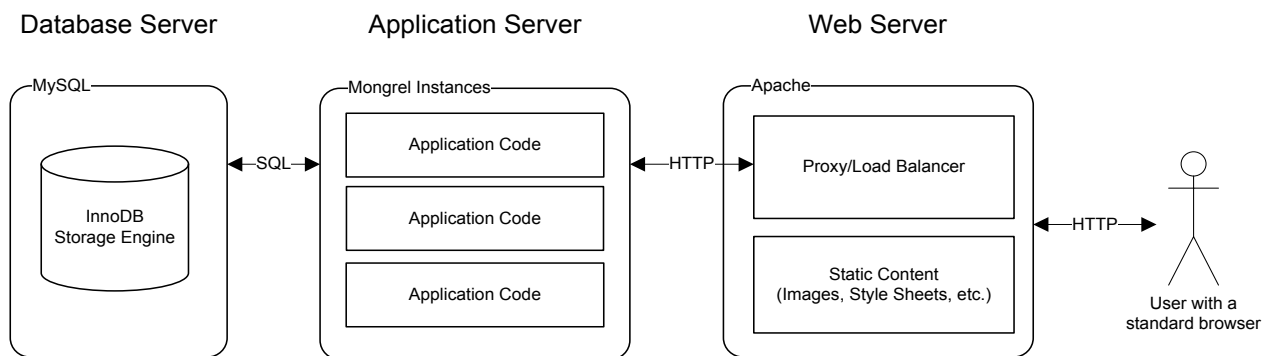 Database Server
Application Server
Web Server
MySQL
InnoDB
Storage Engine
SQL
Mongrel Instances
Application Code
Application Code
Application Code
HTTP
Apache
Proxy/Load Balancer
Static Content
(Images, Style Sheets, etc.)
HTTP
User with a
standard browser